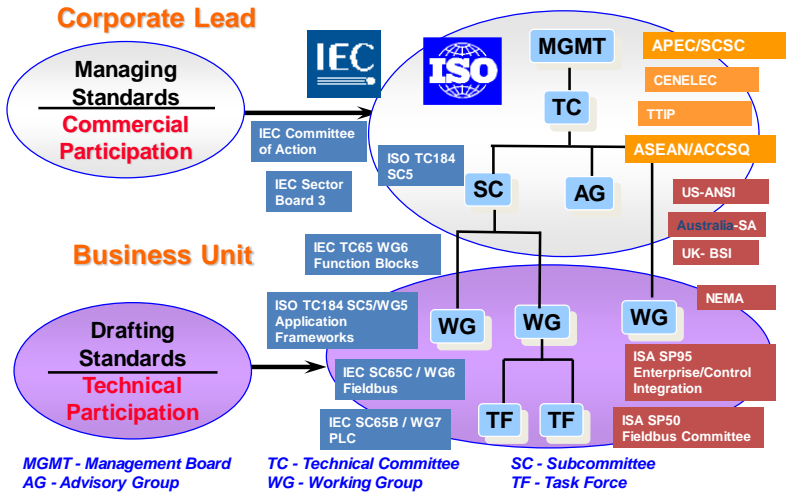 Corporate Lead
Managing
Standards
Commercial
Participation
IEC
ISO
MGMT
TC
SC
AG
APEC/SCSC
CENELEC
TTIP
ASEAN/ACCSQ
IEC Committee
of Action
IEC Sector
Board 3
ISO TC184
SC5
US-ANSI
Australia-SA
UK- BSI
NEMA
Business Unit
Drafting
Standards
Technical
Participation
IEC TC65 WG6
Function Blocks
ISO TC184 SC5/WG5
Application
Frameworks
IEC SC65C / WG6
Fieldbus
IEC SC65B / WG7
PLC
WG
WG
WG
TF
TF
ISA SP95
Enterprise/Control
Integration
ISA SP50
Fieldbus Committee
MGMT - Management Board
TC - Technical Committee
SC - Subcommittee
AG - Advisory Group
WG - Working Group
TF - Task Force